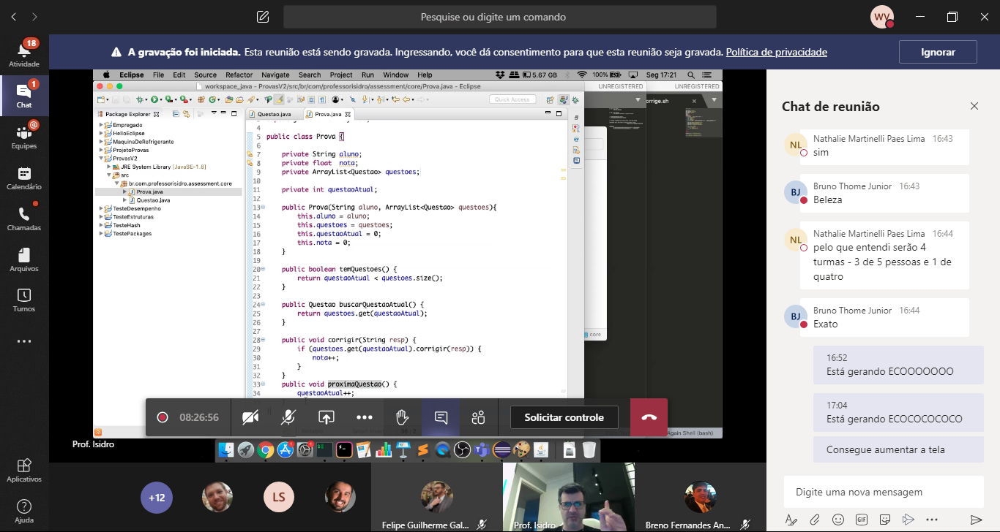 Pesquise ou digite um comando
WV
18
Atividade
1
Chat
Equipes
Calendário
Chamadas
Arquivos
Turnos
Aplicativos
Ajuda
A gravação foi iniciada. Esta reunião está sendo gravada. Ingressando, você dá consentimento para que esta reunião seja gravada. Política de privacidade
Ignorar
Eclipse File Edit Source Refactor Navigate Search Project Run Window Help
5.67 GB 100% Seg 17:21
workspace_java - ProvasV2/src/br/com/professorisidro/assessment/core/Prova.java - Eclipse
UNREGISTERED
UNREGISTERED
Quick Access
orrige.sh
Package Explorer
Questao.java
Prova.java
Empregado
HelloEclipse
MaquinaDeRefrigerante
ProjetoProvas
ProvasV2
JRE System Library [JavaSE-1.8]
src
br.com.professorisidro.assessment.core
Prova.java
Questao.java
TesteDesempenho
TesteEstruturas
TesteHash
TestePackages
4
5 public class Prova {
6
7 private String aluno;
8 private float nota;
9 private ArrayList<Questao> questoes;
10
11 private int questaoAtual;
12
13 public Prova(String aluno, ArrayList<Questao> questoes){
14 this.aluno = aluno;
15 this.questoes = questoes;
16 this.questaoAtual = 0;
17 this.nota = 0;
18 }
19
20 public boolean temQuestoes() {
21 return questaoAtual < questoes.size();
22 }
23
24 public Questao buscarQuestaoAtual() {
25 return questoes.get(questaoAtual);
26 }
27
28 public void corrigir(String resp) {
29 if (questoes.get(questaoAtual).corrigir(resp)) {
30 nota++;
31 }
32 }
33 public void proximaQuestao() {
34 questaoAtual++;
core
08:26:56
Solicitar controle
Again Shell (bash)
Prof. Isidro
+12
LS
Felipe Guilherme Gal...
Prof. Isidro
Breno Fernandes An...
Chat de reunião
NL
Nathalie Martinelli Paes Lima 16:43
sim
BJ
Bruno Thome Junior 16:43
Beleza
NL
Nathalie Martinelli Paes Lima 16:44
pelo que entendi serão 4
turmas - 3 de 5 pessoas e 1 de
quatro
BJ
Bruno Thome Junior 16:44
Exato
16:52
Está gerando ECOOOOOOO
17:04
Está gerando ECOCOCOCOCO
Consegue aumentar a tela
Digite uma nova mensagem
GIF